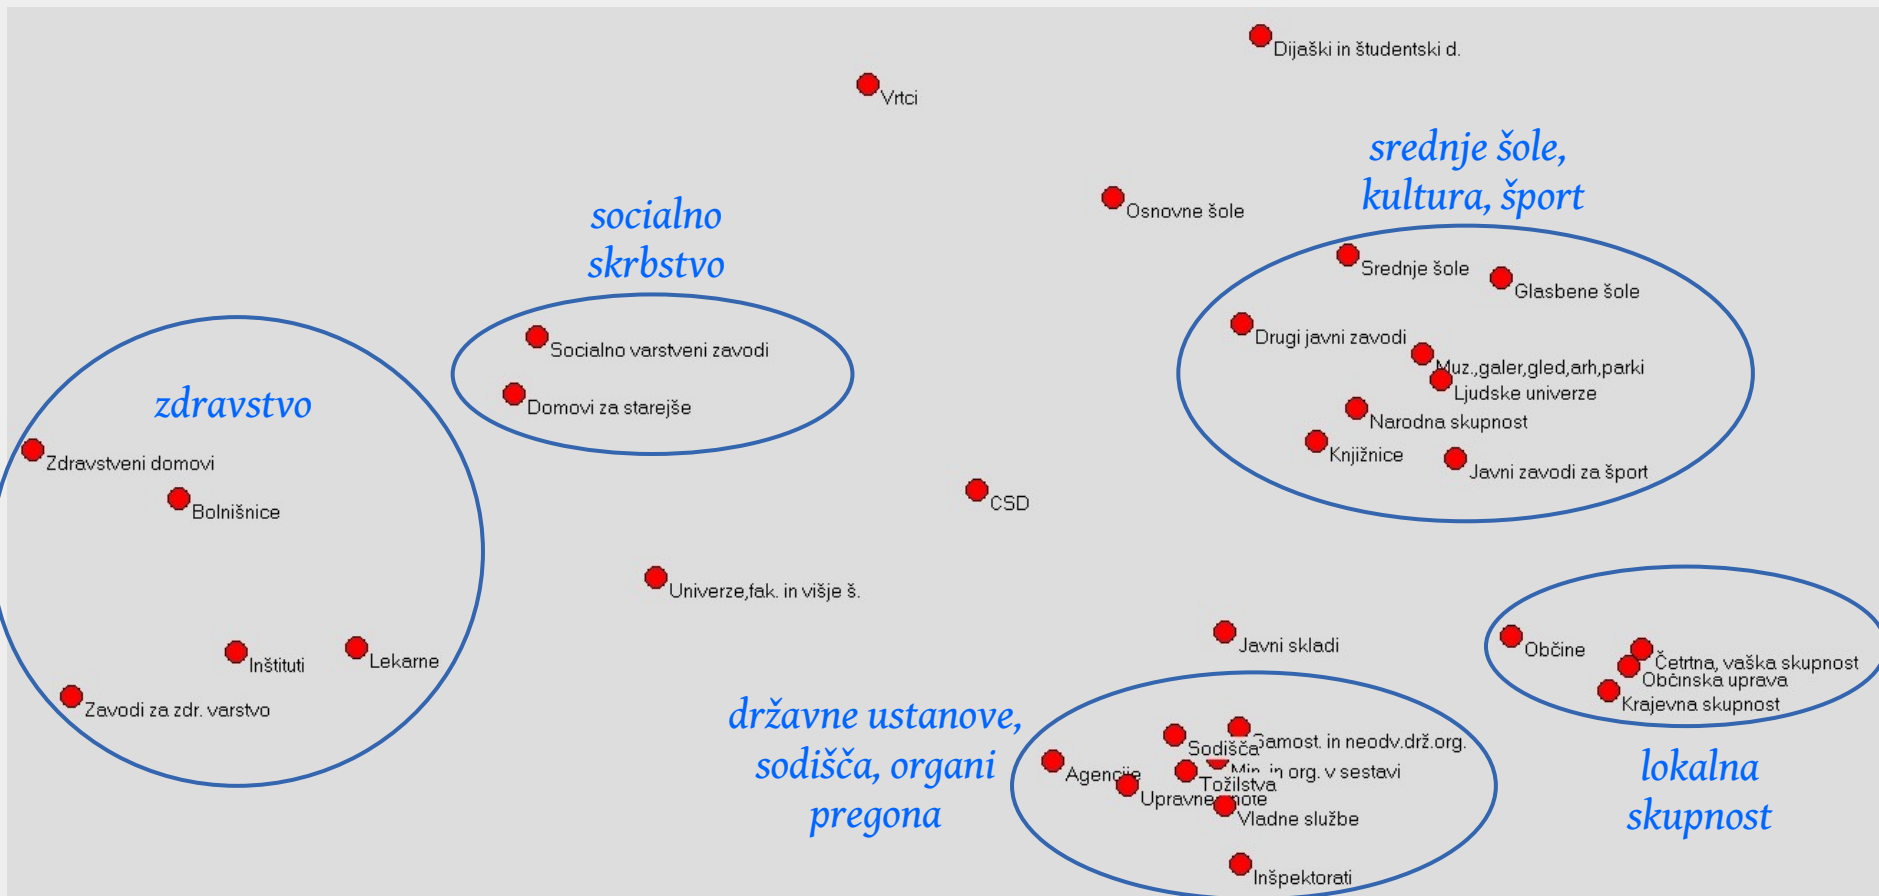 Dijaški in študentski d.
Vrtci
srednje šole,
kultura, šport
Osnovne šole
socialno
skrbstvo
Srednje šole
Glasbene šole
Drugi javni zavodi
Muz.,galer,gled,arh,parki
Ljudske univerze
Narodna skupnost
Knjižnice
Javni zavodi za šport
Socialno varstveni zavodi
Domovi za starejše
zdravstvo
Zdravstveni domovi
Bolnišnice
CSD
Univerze,fak. in višje š.
Inštituti
Lekarne
Zavodi za zdr. varstvo
Javni skladi
Občine
Četrtna, vaška skupnost
Občinska uprava
Krajevna skupnost
državne ustanove,
sodišča, organi
pregona
Sodišča
Samost. in neodv.drž.org.
Agencije
Min. in org. v sestavi
Tožilstva
Upravne enote
Vladne službe
Inšpektorati
lokalna
skupnost